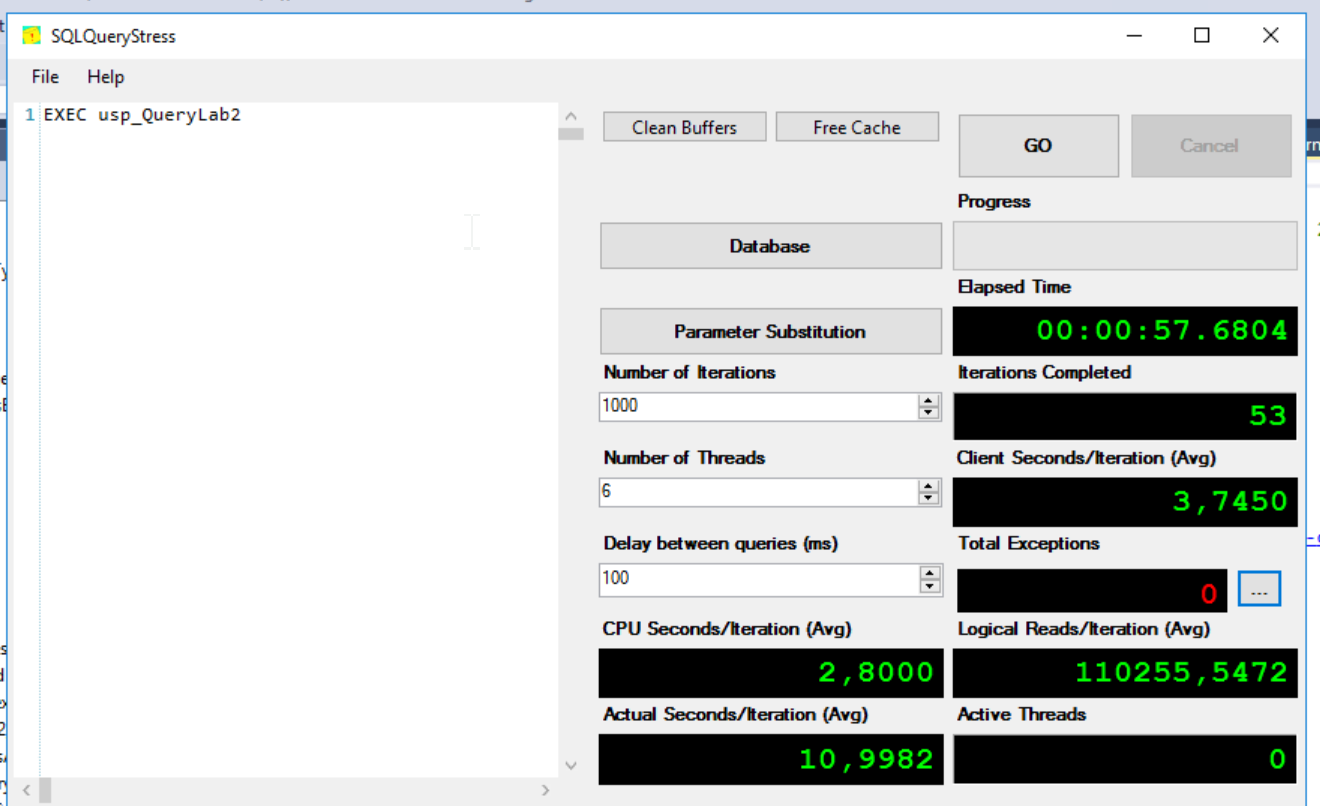 SQLQueryStress
File Help
1 EXEC usp_QueryLab2
Clean Buffers
Free Cache
GO
Cancel
Progress
Database
Elapsed Time
00:00:57.6804
Parameter Substitution
Number of Iterations
Iterations Completed
1000
53
Number of Threads
Client Seconds/Iteration (Avg)
6
3,7450
Delay between queries (ms)
Total Exceptions
100
0
...
CPU Seconds/Iteration (Avg)
Logical Reads/Iteration (Avg)
2,8000
110255,5472
Actual Seconds/Iteration (Avg)
Active Threads
10,9982
0